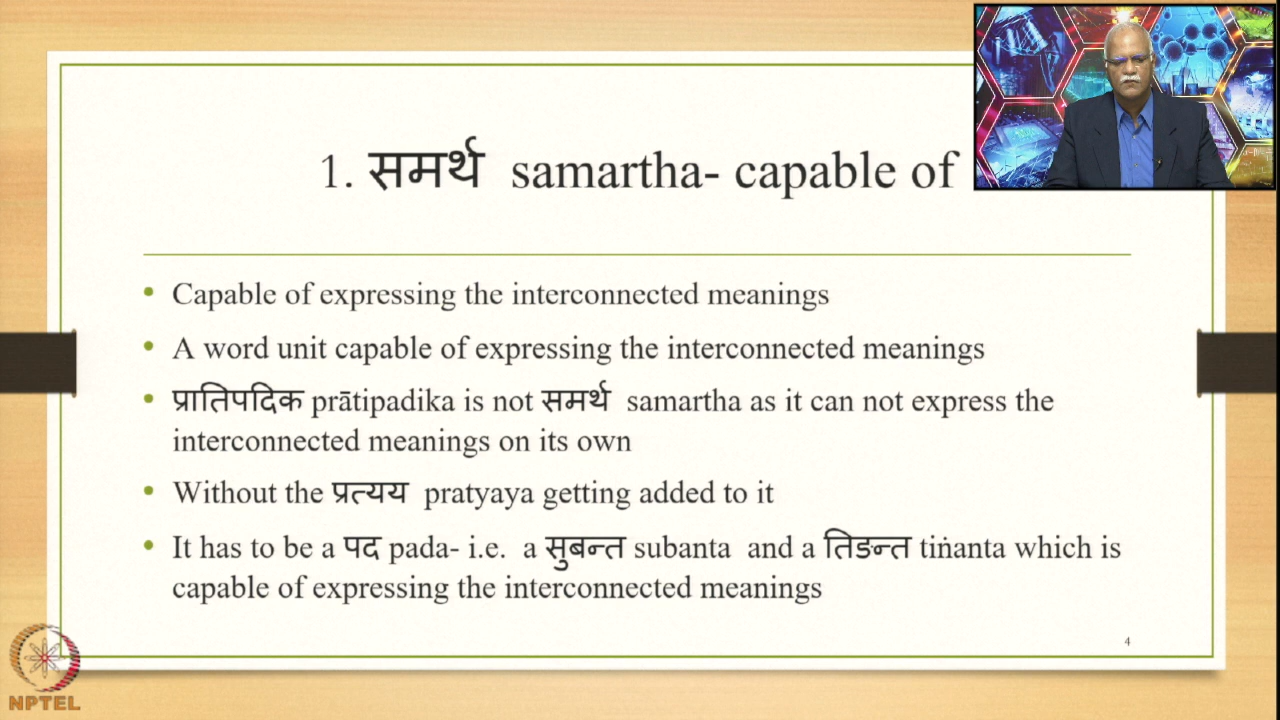 1. समर्थ samartha- capable of
• Capable of expressing the interconnected meanings
• A word unit capable of expressing the interconnected meanings
• प्रातिपदिक prātipadika is not समर्थ samartha as it can not express the
interconnected meanings on its own
• Without the प्रत्यय pratyaya getting added to it
• It has to be a पद pada- i.e. a सुबन्त subanta and a तिङन्त tiṅanta which is
capable of expressing the interconnected meanings
4
NPTEL